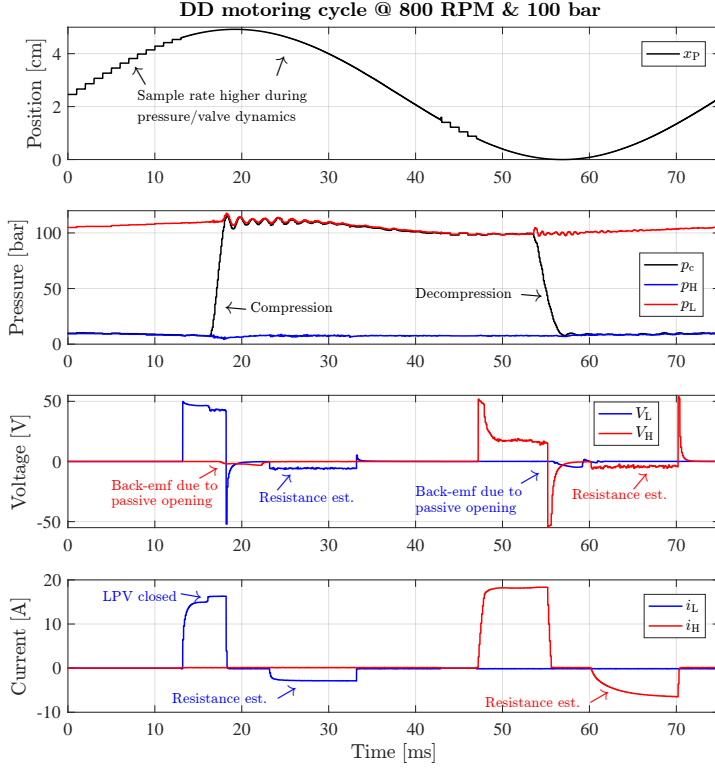 DD motoring cycle @ 800 RPM & 100 bar
Position [cm]
4
2
0
x_P
Sample rate higher during
pressure/valve dynamics
0 10 20 30 40 50 60 70
Pressure [bar]
100
50
0
Compression
Decompression
p_c
p_H
p_L
0 10 20 30 40 50 60 70
Voltage [V]
50
0
-50
V_L
V_H
Back-emf due to
passive opening
Resistance est.
Back-emf due to
passive opening
Resistance est.
0 10 20 30 40 50 60 70
Current [A]
20
10
0
-10
LPV closed
i_L
i_H
Resistance est.
Resistance est.
0 10 20 30 40 50 60 70
Time [ms]